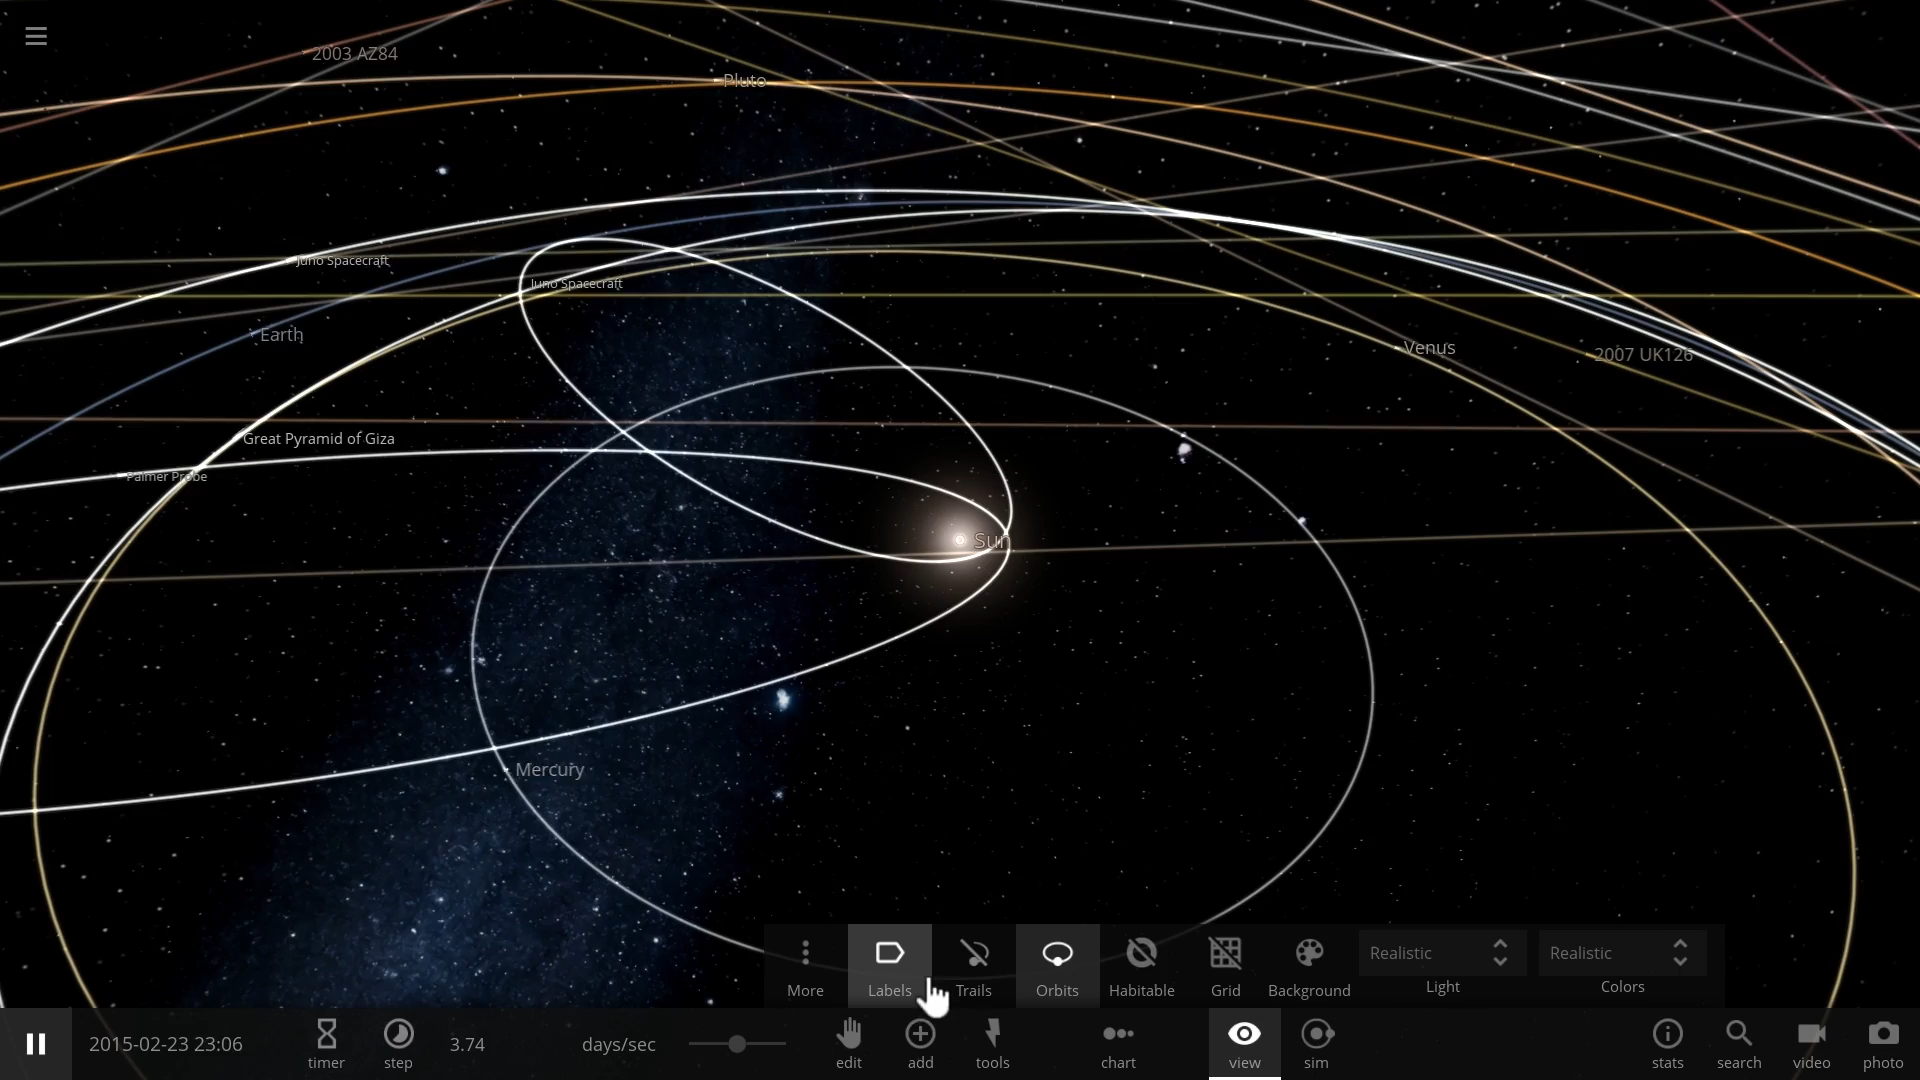 2003 AZ84
Pluto
Juno Spacecraft
Juno Spacecraft
Earth
Venus
2007 UK126
Great Pyramid of Giza
Palmer Probe
Sun
Mercury
Realistic
Realistic
More
Labels
Trails
Orbits
Habitable
Grid
Background
Light
Colors
2015-02-23 23:06
timer
step
3.74
days/sec
edit
add
tools
chart
view
sim
stats
search
video
photo